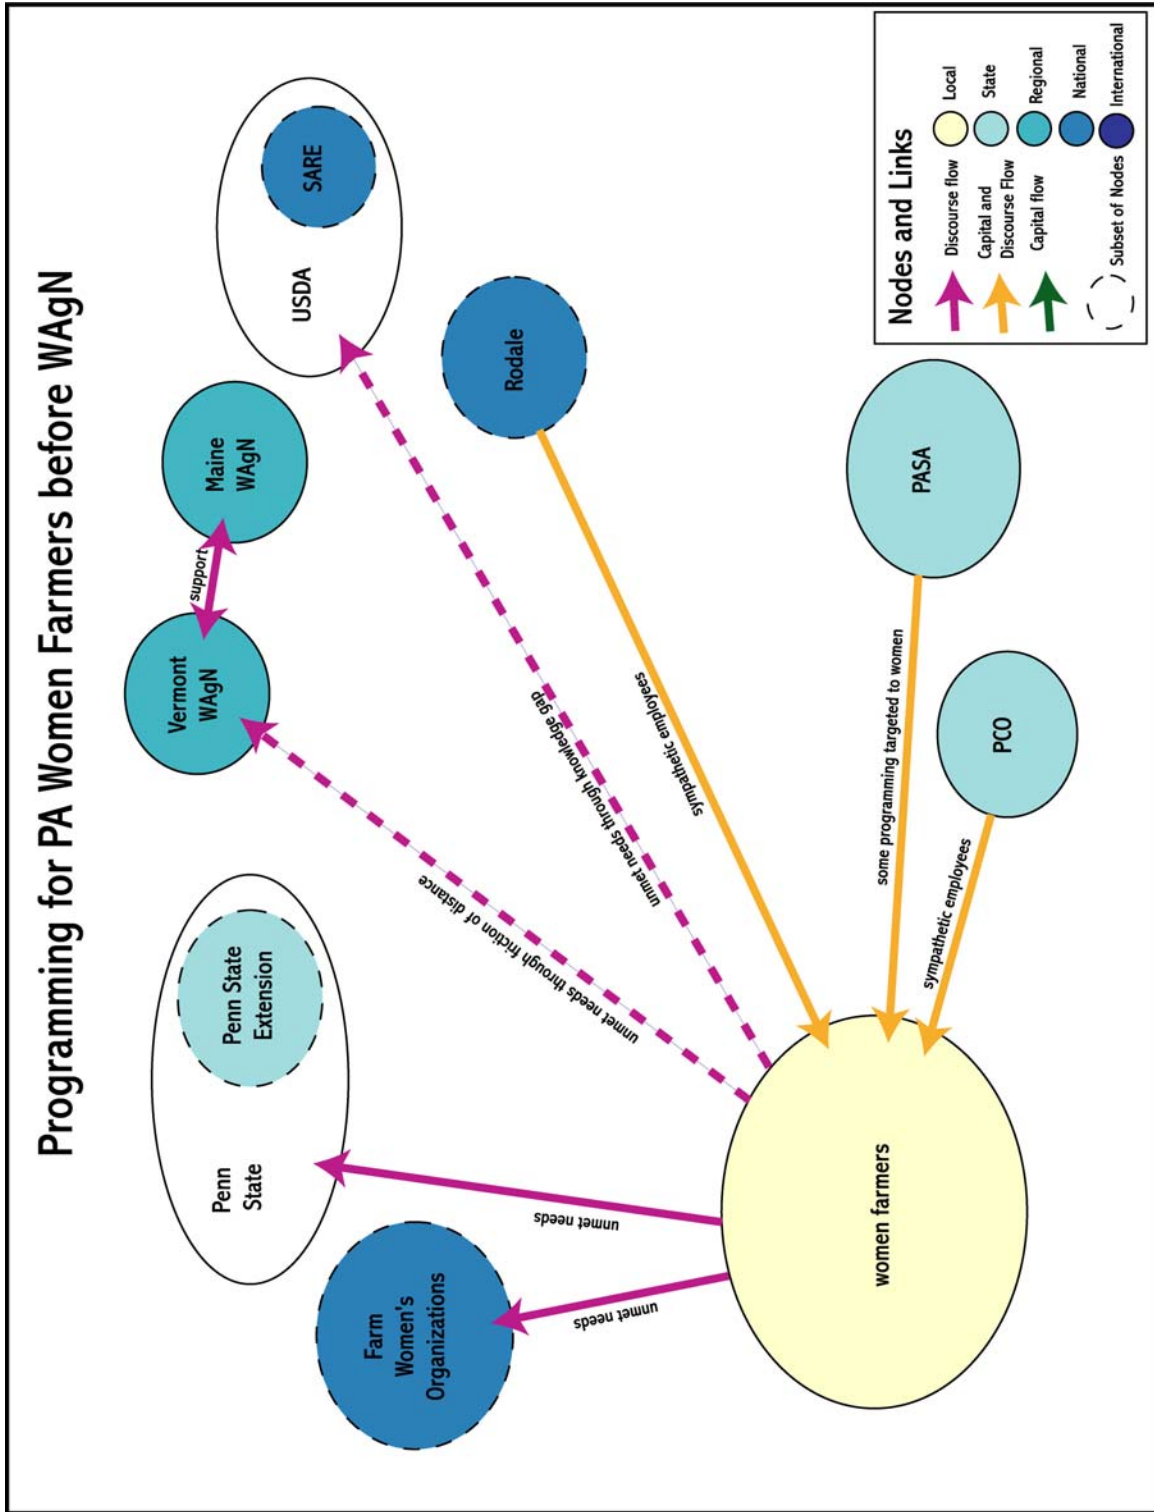 Programming for PA Women Farmers before WAgN
Penn
State
Penn State
Extension
Vermont
WAgN
support
Maine
WAgN
USDA
SARE
Farm
Women's
Organizations
Rodale
unmet needs
unmet needs
unmet needs through friction of distance
unmet needs through knowledge gap
sympathetic employees
some programming targeted to women
sympathetic employees
women farmers
PCO
PASA
Nodes and Links
Discourse flow
Capital and
Discourse Flow
Capital flow
Subset of Nodes
Local
State
Regional
National
International